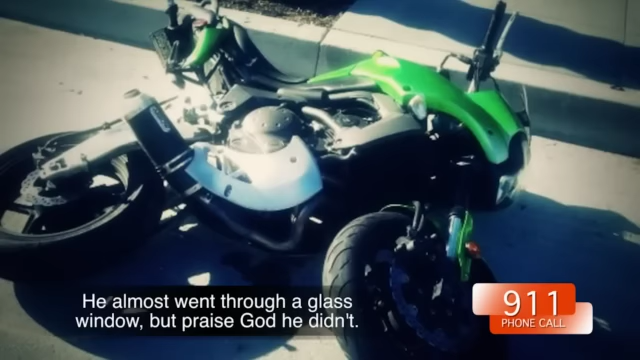 He almost went through a glass
window, but praise God he didn't.
911
PHONE CALL